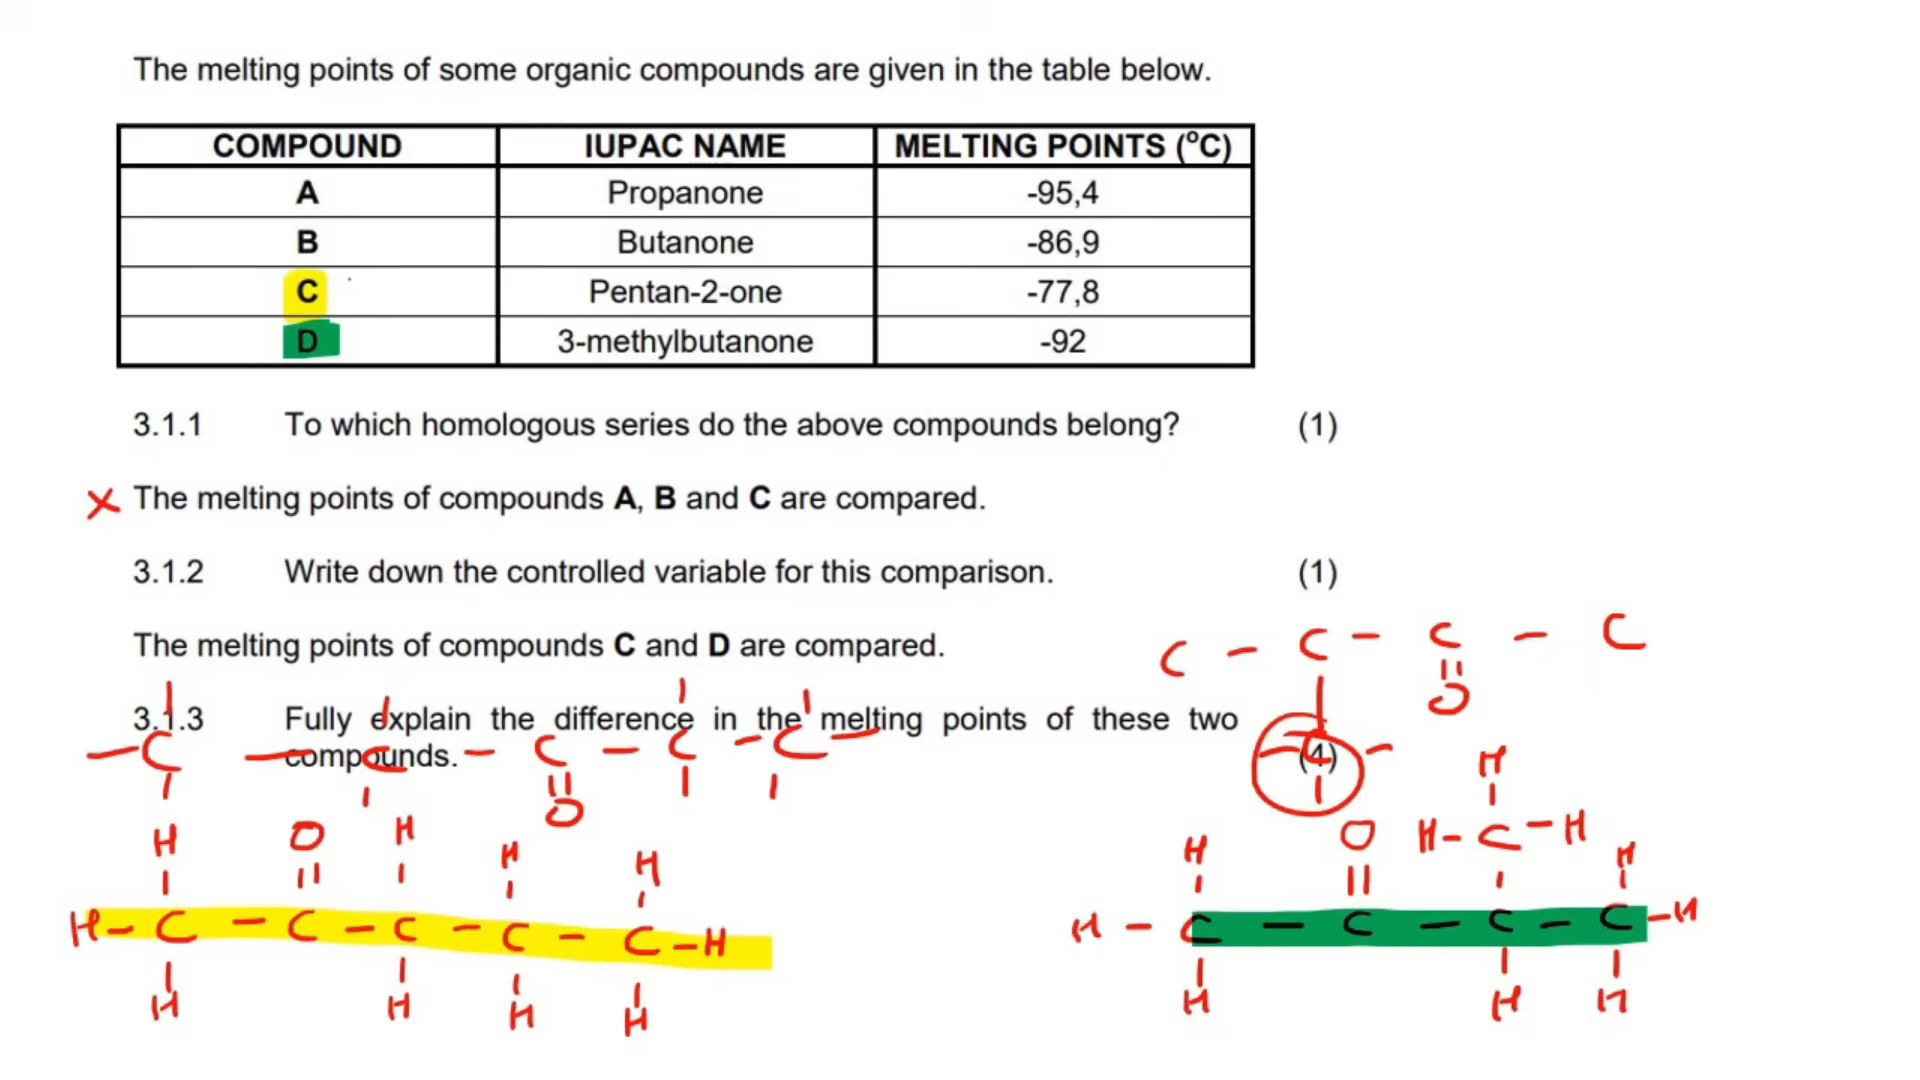 The melting points of some organic compounds are given in the table below.
COMPOUND IUPAC NAME MELTING POINTS (°C)
A Propanone -95,4
B Butanone -86,9
C Pentan-2-one -77,8
D 3-methylbutanone -92
3.1.1 To which homologous series do the above compounds belong? (1)
X The melting points of compounds A, B and C are compared.
3.1.2 Write down the controlled variable for this comparison. (1)
The melting points of compounds C and D are compared.
C - C - C - C
O
3.1.3 Fully explain the difference in the melting points of these two
compounds. (4)
- C - C - C - C - C -
O
C
H O H H H
H - C - C - C - C - C - H
H H H H
H
H O H - C - H H
H - C - C - C - C - H
H H H